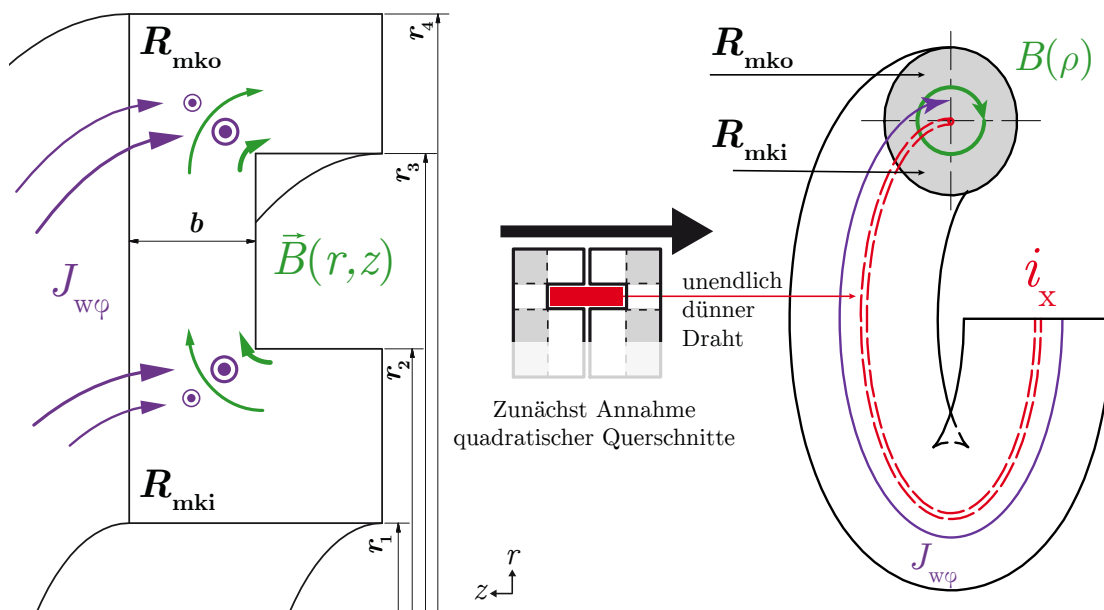 R_mko
r_4
r_3
b
B⃗(r, z)
J_wφ
r_2
R_mki
r_1
unendlich
dünner
Draht
Zunächst Annahme
quadratischer Querschnitte
r
z
R_mko
B(ρ)
R_mki
i_x
J_wφ